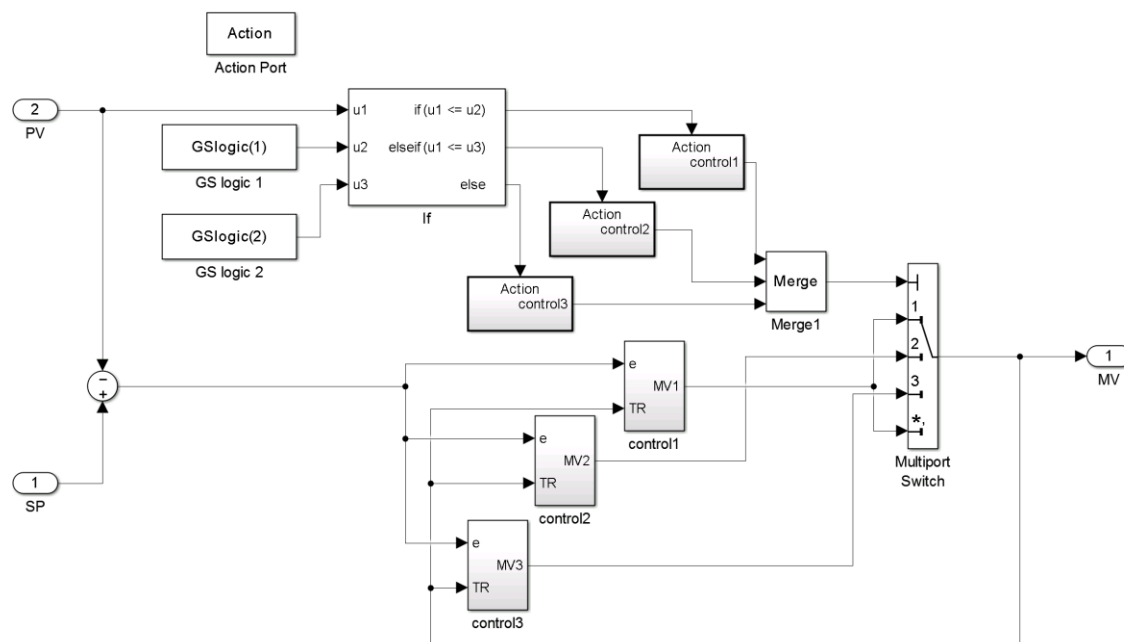 Action
Action Port
2
PV
u1
if(u1 <= u2)
GSlogic(1)
GS logic 1
u2
elseif(u1 <= u3)
u3
else
If
GSlogic(2)
GS logic 2
Action
control1
Action
control2
Action
control3
Merge
Merge1
1
2
3
*,
Multiport
Switch
1
MV
−
+
1
SP
e
MV1
TR
control1
e
MV2
TR
control2
e
MV3
TR
control3